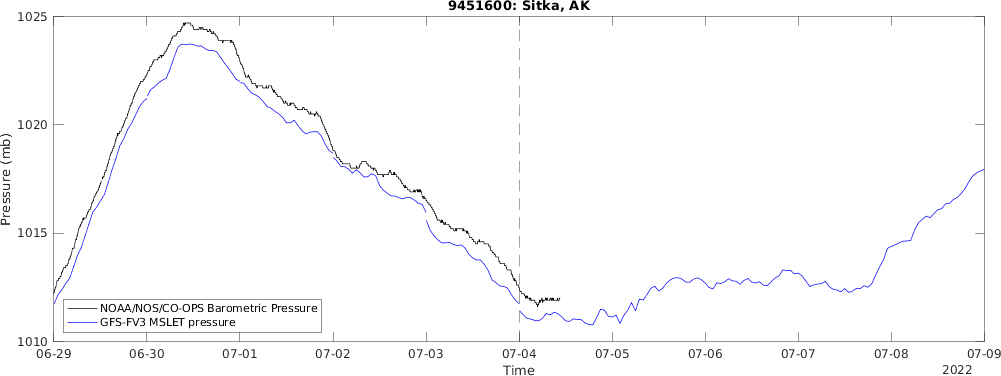 9451600: Sitka, AK
Pressure (mb)
1025
1020
1015
1010
NOAA/NOS/CO-OPS Barometric Pressure
GFS-FV3 MSLET pressure
06-29 06-30 07-01 07-02 07-03 07-04 07-05 07-06 07-07 07-08 07-09
Time
2022